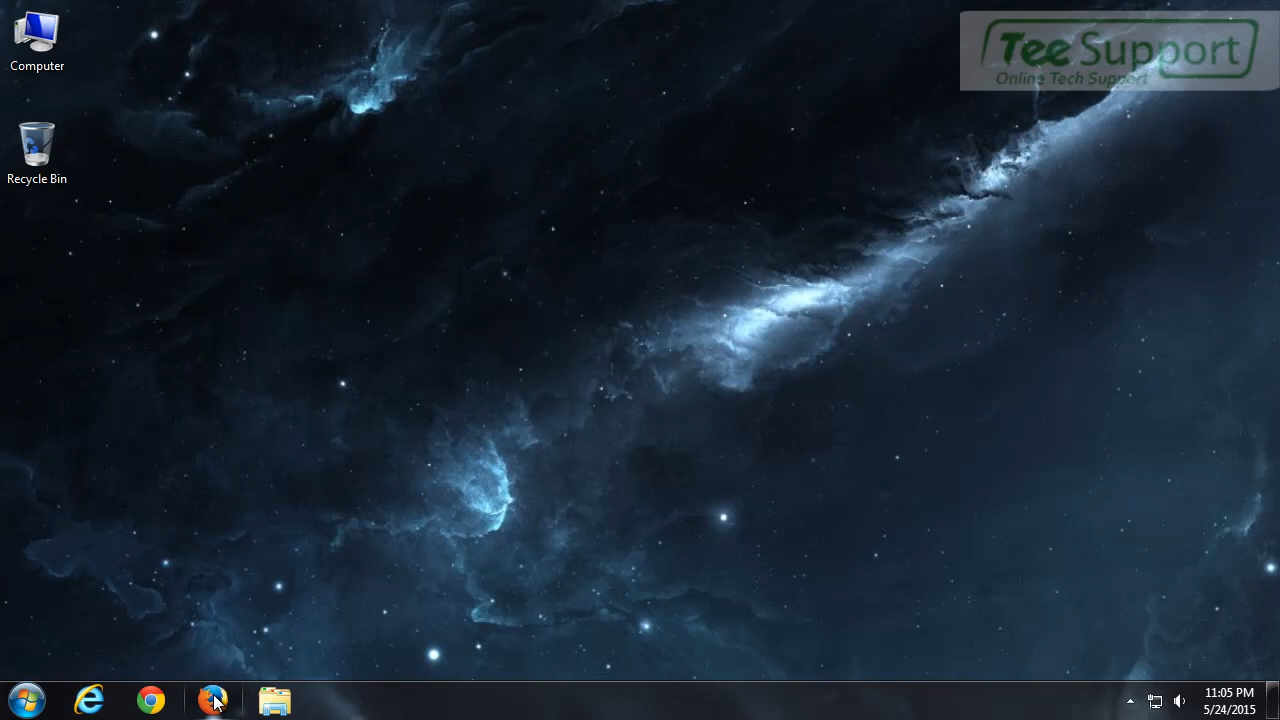 Computer
Recycle Bin
Tee Support
Online Tech Support
11:05 PM
5/24/2015